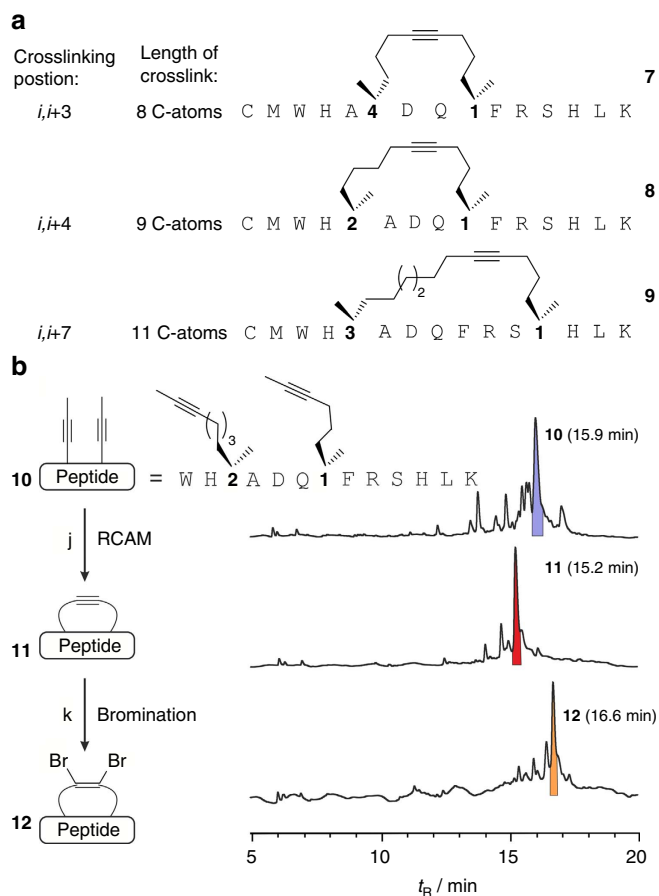 a
Crosslinking postion:
Length of crosslink:
7
i,i+3 8 C-atoms C M W H A 4 D Q 1 F R S H L K
8
i,i+4 9 C-atoms C M W H 2 A D Q 1 F R S H L K
2
9
i,i+7 11 C-atoms C M W H 3 A D Q F R S 1 H L K
b
3
10 (15.9 min)
10 Peptide = W H 2 A D Q 1 F R S H L K
j RCAM
11 (15.2 min)
11 Peptide
k Bromination
12 (16.6 min)
Br Br
12 Peptide
5 10 15 20
tR / min